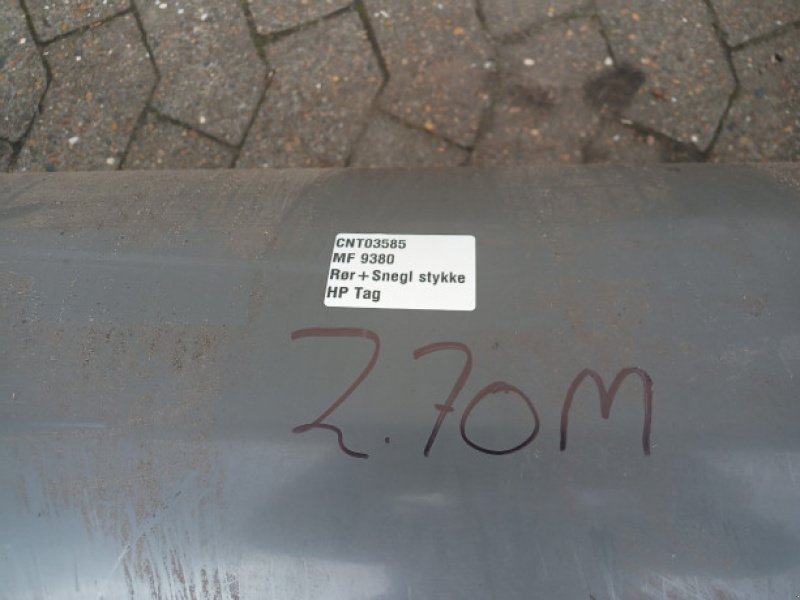 CNT03585
MF 9380
Rør+Snegl stykke
HP Tag
2.70M